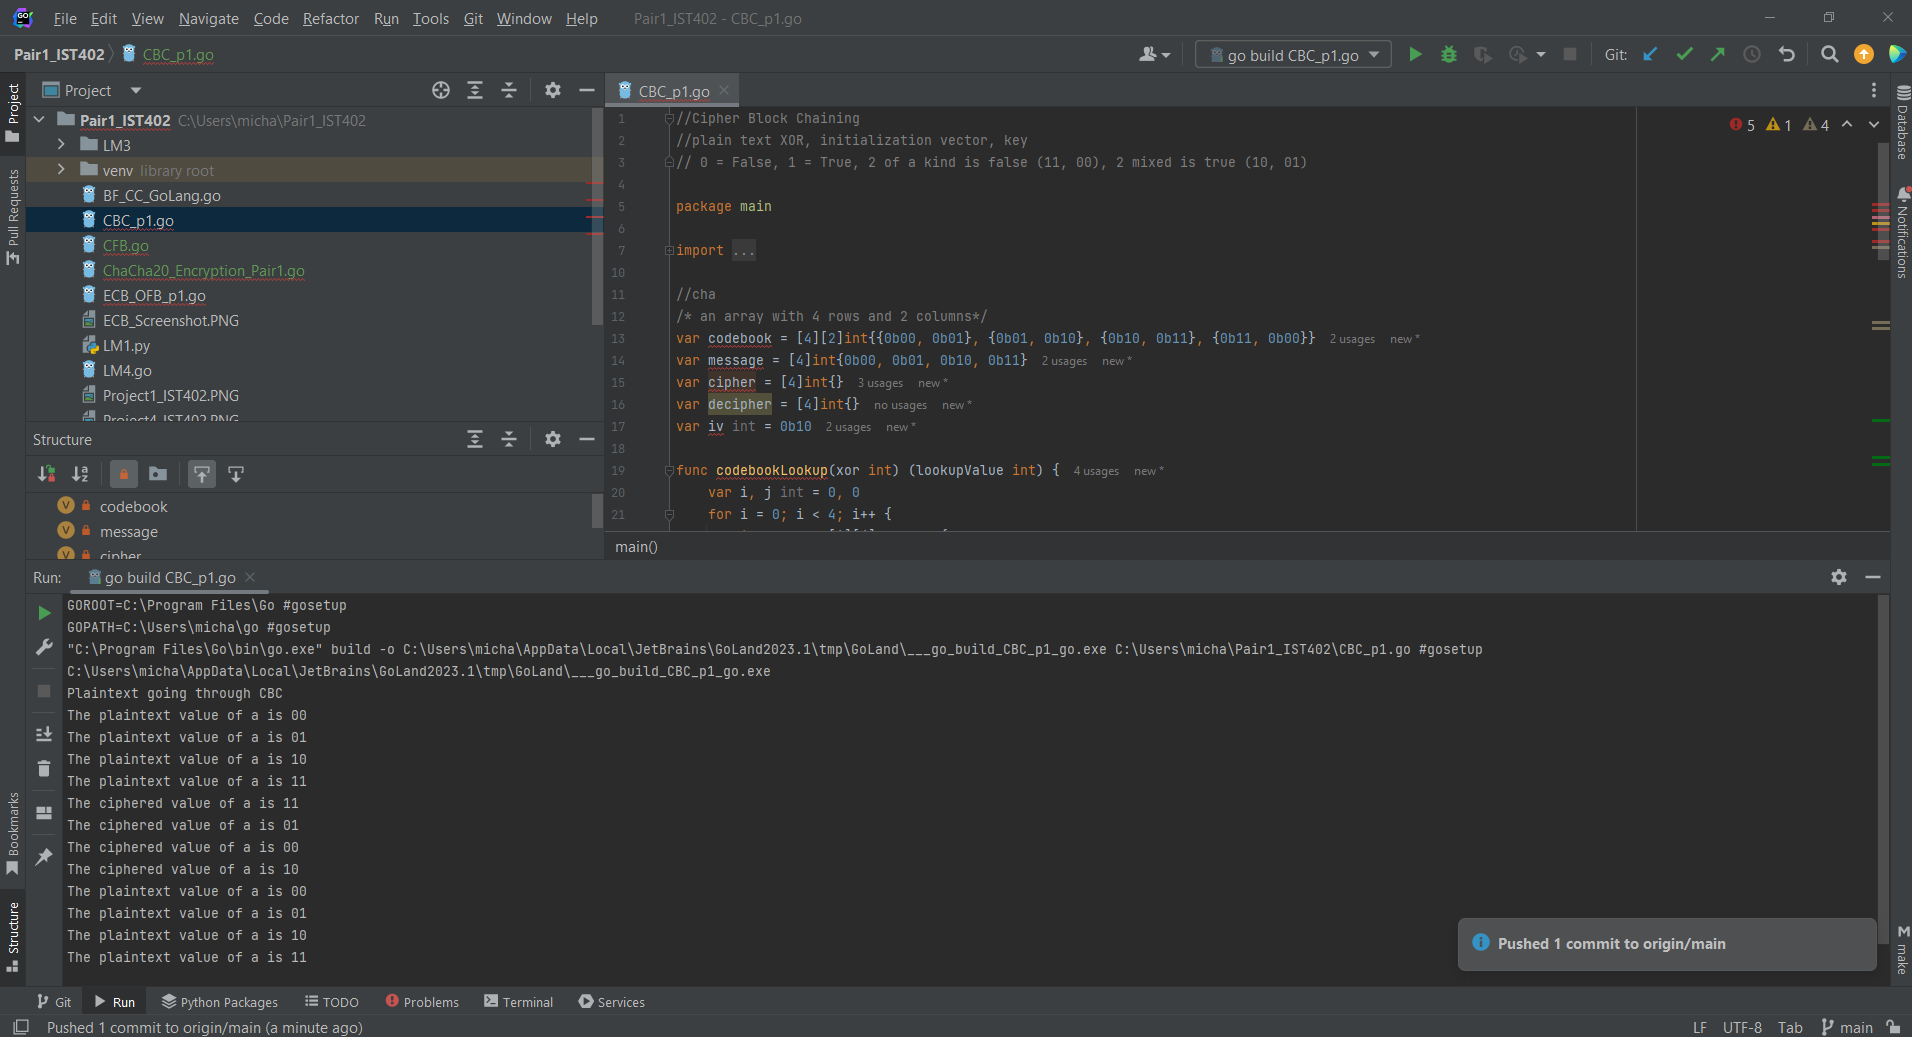 File Edit View Navigate Code Refactor Run Tools Git Window Help Pair1_IST402 - CBC_p1.go
Pair1_IST402 CBC_p1.go go build CBC_p1.go Git:
Project
Pair1_IST402 C:\Users\micha\Pair1_IST402
LM3
venv library root
BF_CC_GoLang.go
CBC_p1.go
CFB.go
ChaCha20_Encryption_Pair1.go
ECB_OFB_p1.go
ECB_Screenshot.PNG
LM1.py
LM4.go
Project1_IST402.PNG
Project4_IST402.PNG
Structure
codebook
message
cipher
CBC_p1.go
5 1 4
1 //Cipher Block Chaining
2 //plain text XOR, initialization vector, key
3 // 0 = False, 1 = True, 2 of a kind is false (11, 00), 2 mixed is true (10, 01)
4
5 package main
6
7 import ...
10
11 //cha
12 /* an array with 4 rows and 2 columns*/
13 var codebook = [4][2]int{{0b00, 0b01}, {0b01, 0b10}, {0b10, 0b11}, {0b11, 0b00}} 2 usages new *
14 var message = [4]int{0b00, 0b01, 0b10, 0b11} 2 usages new *
15 var cipher = [4]int{} 3 usages new *
16 var decipher = [4]int{} no usages new *
17 var iv int = 0b10 2 usages new *
18
19 func codebookLookup(xor int) (lookupValue int) { 4 usages new *
20 var i, j int = 0, 0
21 for i = 0; i < 4; i++ {
main()
Run: go build CBC_p1.go
GOROOT=C:\Program Files\Go #gosetup
GOPATH=C:\Users\micha\go #gosetup
"C:\Program Files\Go\bin\go.exe" build -o C:\Users\micha\AppData\Local\JetBrains\GoLand2023.1\tmp\GoLand\___go_build_CBC_p1_go.exe C:\Users\micha\Pair1_IST402\CBC_p1.go #gosetup
C:\Users\micha\AppData\Local\JetBrains\GoLand2023.1\tmp\GoLand\___go_build_CBC_p1_go.exe
Plaintext going through CBC
The plaintext value of a is 00
The plaintext value of a is 01
The plaintext value of a is 10
The plaintext value of a is 11
The ciphered value of a is 11
The ciphered value of a is 01
The ciphered value of a is 00
The ciphered value of a is 10
The plaintext value of a is 00
The plaintext value of a is 01
The plaintext value of a is 10
The plaintext value of a is 11
Pushed 1 commit to origin/main
Project
Pull Requests
Bookmarks
Structure
Database
Notifications
make
Git Run Python Packages TODO Problems Terminal Services
Pushed 1 commit to origin/main (a minute ago) LF UTF-8 Tab main